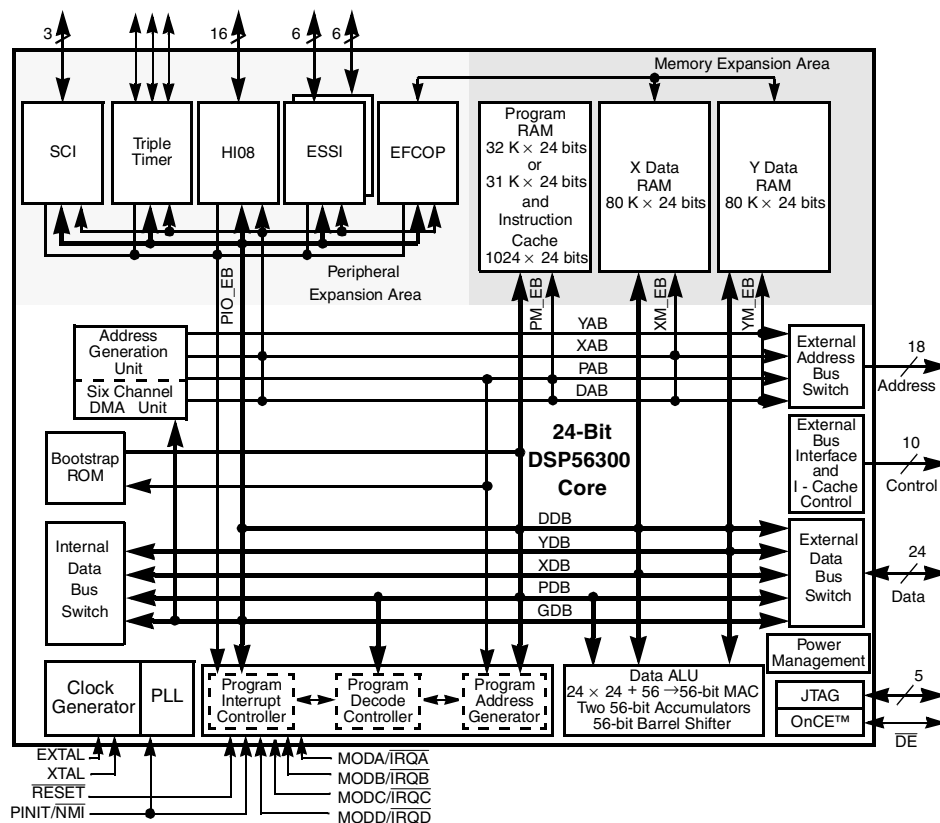 3
16
6
6
Memory Expansion Area
SCI
Triple
Timer
HI08
ESSI
EFCOP
Program
RAM
32 K × 24 bits
or
31 K × 24 bits
and
Instruction
Cache
1024 × 24 bits
X Data
RAM
80 K × 24 bits
Y Data
RAM
80 K × 24 bits
Peripheral
Expansion Area
PIO_EB
PM_EB
XM_EB
YM_EB
Address
Generation
Unit
Six Channel
DMA Unit
YAB
XAB
PAB
DAB
External
Address
Bus
Switch
18
Address
Bootstrap
ROM
24-Bit
DSP56300
Core
External
Bus
Interface
and
I - Cache
Control
10
Control
Internal
Data
Bus
Switch
DDB
YDB
XDB
PDB
GDB
External
Data
Bus
Switch
24
Data
Power
Management
Clock
Generator
PLL
Program
Interrupt
Controller
Program
Decode
Controller
Program
Address
Generator
Data ALU
24 × 24 + 56 → 56-bit MAC
Two 56-bit Accumulators
56-bit Barrel Shifter
JTAG
OnCE™
5
DE
EXTAL
XTAL
RESET
PINIT/NMI
MODA/IRQA
MODB/IRQB
MODC/IRQC
MODD/IRQD